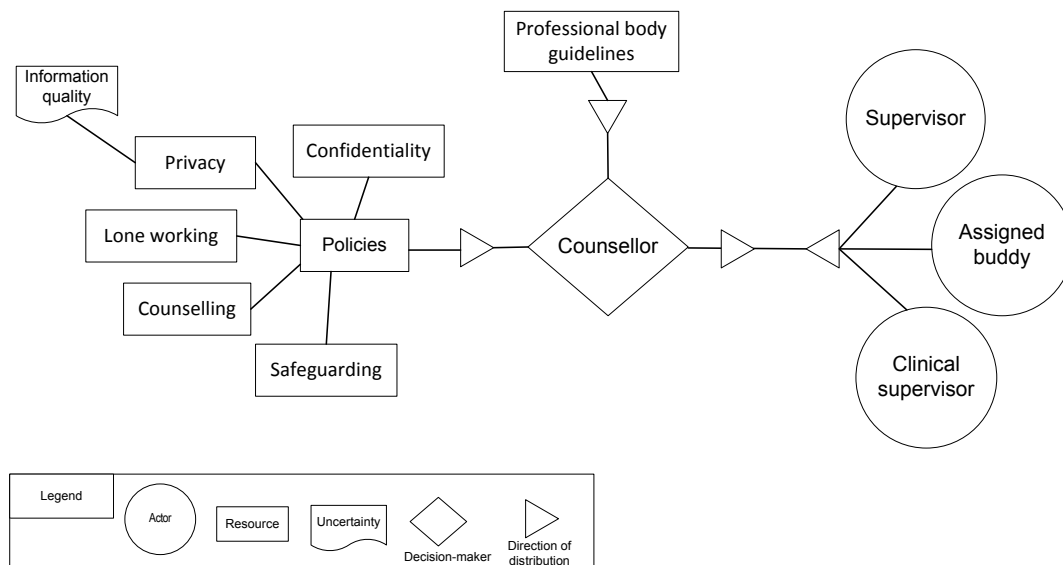 Professional body
guidelines
Information
quality
Supervisor
Confidentiality
Privacy
Lone working
Policies
Counsellor
Assigned
buddy
Counselling
Safeguarding
Clinical
supervisor
Legend
Actor
Resource
Uncertainty
Decision-maker
Direction of
distribution